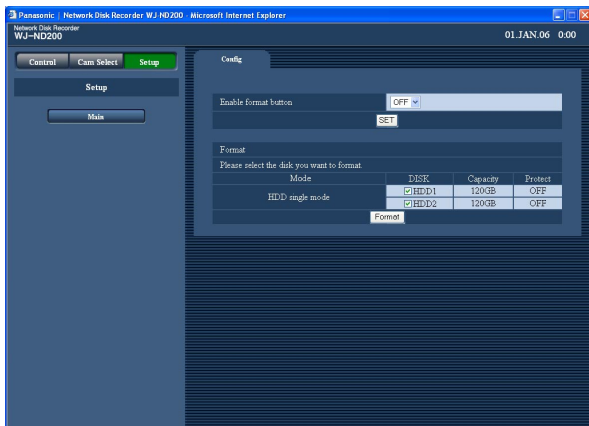 Panasonic | Network Disk Recorder WJ-ND200 - Microsoft Internet Explorer
Network Disk Recorder
WJ-ND200
01.JAN.06 0:00
Control Cam Select Setup
Setup
Main
Config
Enable format button OFF
SET
Format
Please select the disk you want to format.
Mode DISK Capacity Protect
HDD single mode
HDD1 120GB OFF
HDD2 120GB OFF
Format